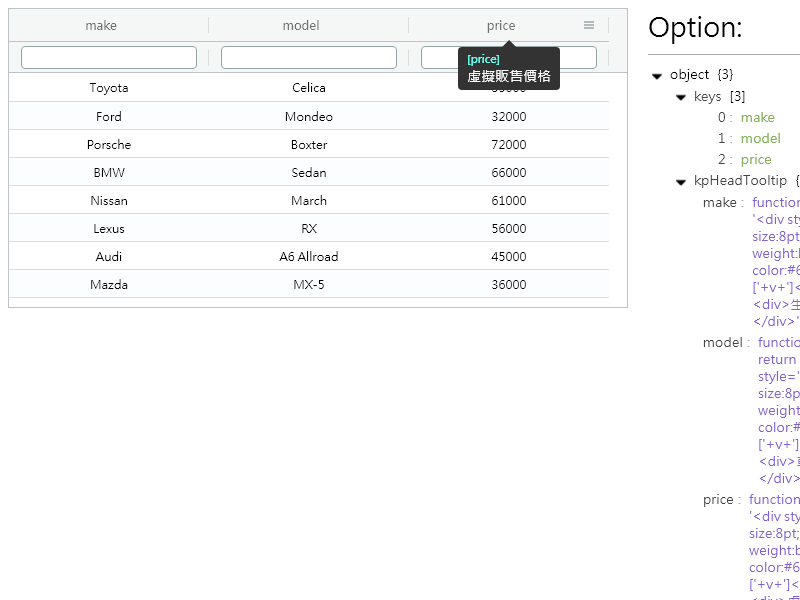 make model price
[price]
虛擬販售價格
Toyota Celica
Ford Mondeo 32000
Porsche Boxter 72000
BMW Sedan 66000
Nissan March 61000
Lexus RX 56000
Audi A6 Allroad 45000
Mazda MX-5 36000
Option:
object {3}
keys [3]
0 : make
1 : model
2 : price
kpHeadTooltip {
make : function
'<div sty
size:8pt
weight:l
color:#6
['+v+']<
<div>生
</div>'
model : functio
return
style='
size:8p
weight
color:#
['+v+']
<div>
</div>
price : function
'<div sty
size:8pt;
weight:b
color:#6
['+v+']<